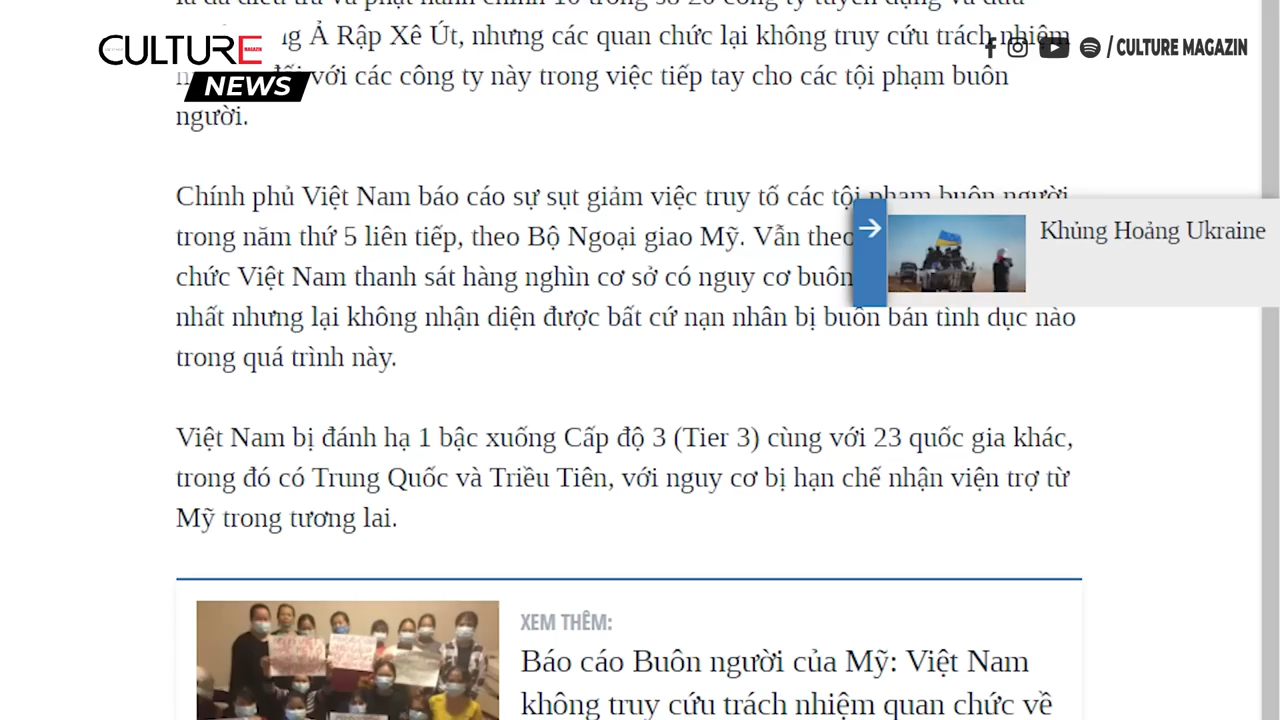 CULTURE
MAGAZIN
NEWS
/ CULTURE MAGAZIN
Ả Rập Xê Út, nhưng các quan chức lại không truy cứu trách nhiệm
với các công ty này trong việc tiếp tay cho các tội phạm buôn
người.
Chính phủ Việt Nam báo cáo sự sụt giảm việc truy tố các tội phạm buôn người
trong năm thứ 5 liên tiếp, theo Bộ Ngoại giao Mỹ. Vẫn theo
chức Việt Nam thanh sát hàng nghìn cơ sở có nguy cơ buôn
nhất nhưng lại không nhận diện được bất cứ nạn nhân bị buôn bán tình dục nào
trong quá trình này.
Khủng Hoảng Ukraine
Việt Nam bị đánh hạ 1 bậc xuống Cấp độ 3 (Tier 3) cùng với 23 quốc gia khác,
trong đó có Trung Quốc và Triều Tiên, với nguy cơ bị hạn chế nhận viện trợ từ
Mỹ trong tương lai.
XEM THÊM:
Báo cáo Buôn người của Mỹ: Việt Nam
không truy cứu trách nhiệm quan chức về